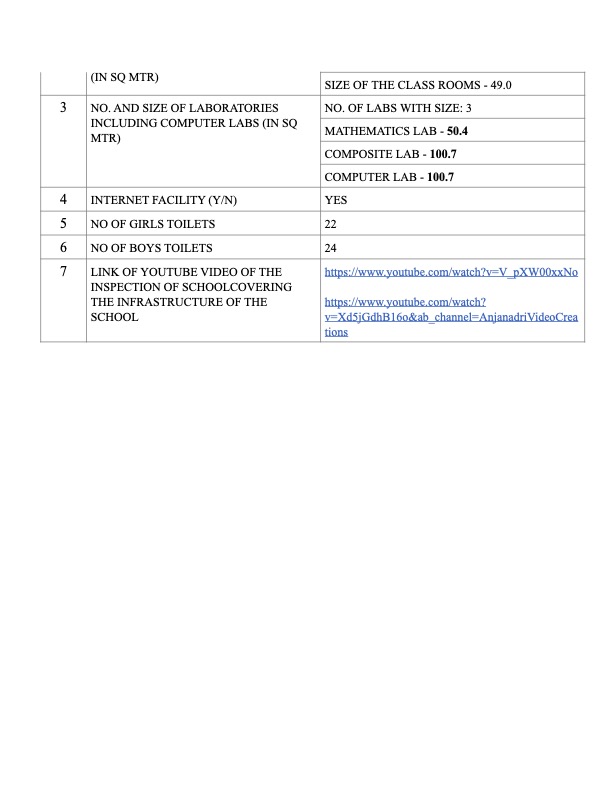 (IN SQ MTR)
SIZE OF THE CLASS ROOMS - 49.0
3
NO. AND SIZE OF LABORATORIES
INCLUDING COMPUTER LABS (IN SQ
MTR)
NO. OF LABS WITH SIZE: 3
MATHEMATICS LAB - 50.4
COMPOSITE LAB - 100.7
COMPUTER LAB - 100.7
4
INTERNET FACILITY (Y/N)
YES
5
NO OF GIRLS TOILETS
22
6
NO OF BOYS TOILETS
24
7
LINK OF YOUTUBE VIDEO OF THE
INSPECTION OF SCHOOLCOVERING
THE INFRASTRUCTURE OF THE
SCHOOL
https://www.youtube.com/watch?v=V_pXW00xxNo
https://www.youtube.com/watch?
v=Xd5jGdhB16o&ab_channel=AnjanadriVideoCrea
tions